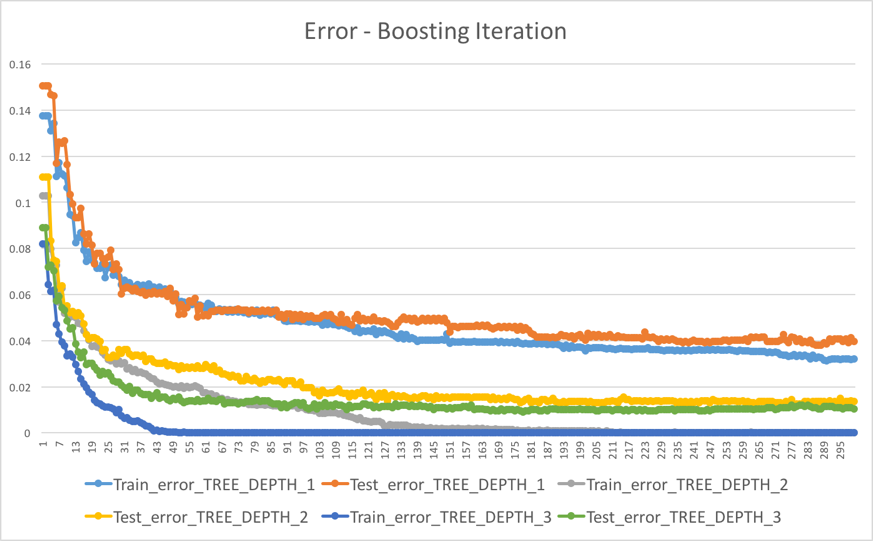 Error - Boosting Iteration
0.16
0.14
0.12
0.1
0.08
0.06
0.04
0.02
0
1 7 13 19 25 31 37 43 49 55 61 67 73 79 85 91 97 103 109 115 121 127 133 139 145 151 157 163 169 175 181 187 193 199 205 211 217 223 229 235 241 247 253 259 265 271 277 283 289 295
Train_error_TREE_DEPTH_1 Test_error_TREE_DEPTH_1 Train_error_TREE_DEPTH_2
Test_error_TREE_DEPTH_2 Train_error_TREE_DEPTH_3 Test_error_TREE_DEPTH_3